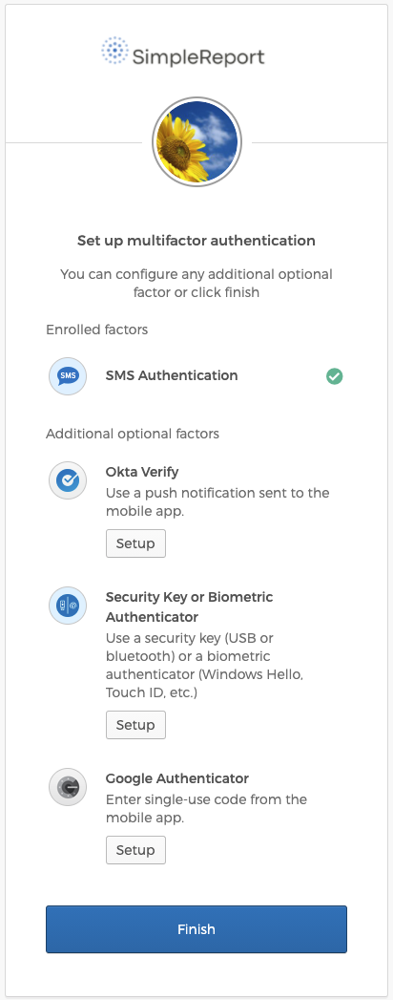 SimpleReport
Set up multifactor authentication
You can configure any additional optional
factor or click finish
Enrolled factors
SMS
SMS Authentication
Additional optional factors
Okta Verify
Use a push notification sent to the
mobile app.
Setup
Security Key or Biometric
Authenticator
Use a security key (USB or
bluetooth) or a biometric
authenticator (Windows Hello,
Touch ID, etc.)
Setup
Google Authenticator
Enter single-use code from the
mobile app.
Setup
Finish